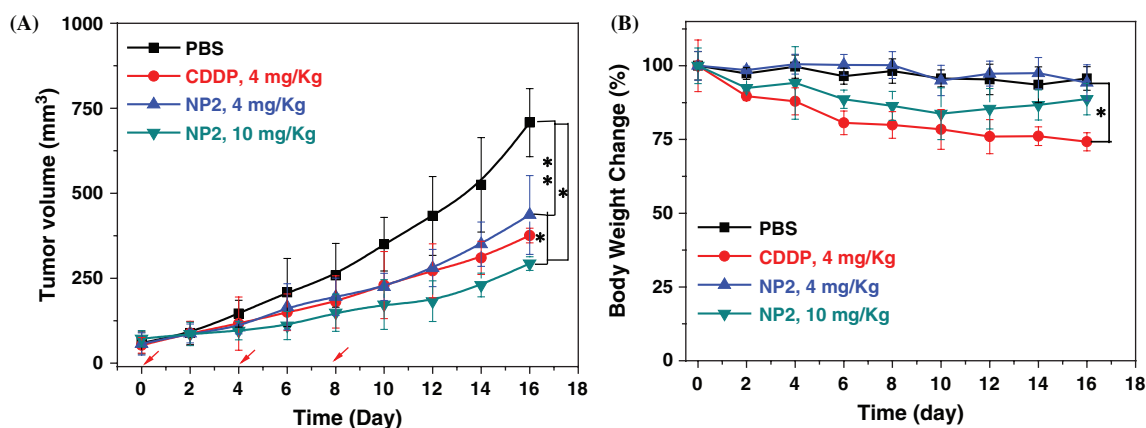 (A)
1000
750
500
250
0
Tumor volume (mm³)
PBS
CDDP, 4 mg/Kg
NP2, 4 mg/Kg
NP2, 10 mg/Kg
*
*
*
*
0 2 4 6 8 10 12 14 16 18
Time (Day)
(B)
100
75
50
25
0
Body Weight Change (%)
*
PBS
CDDP, 4 mg/Kg
NP2, 4 mg/Kg
NP2, 10 mg/Kg
0 2 4 6 8 10 12 14 16 18
Time (day)